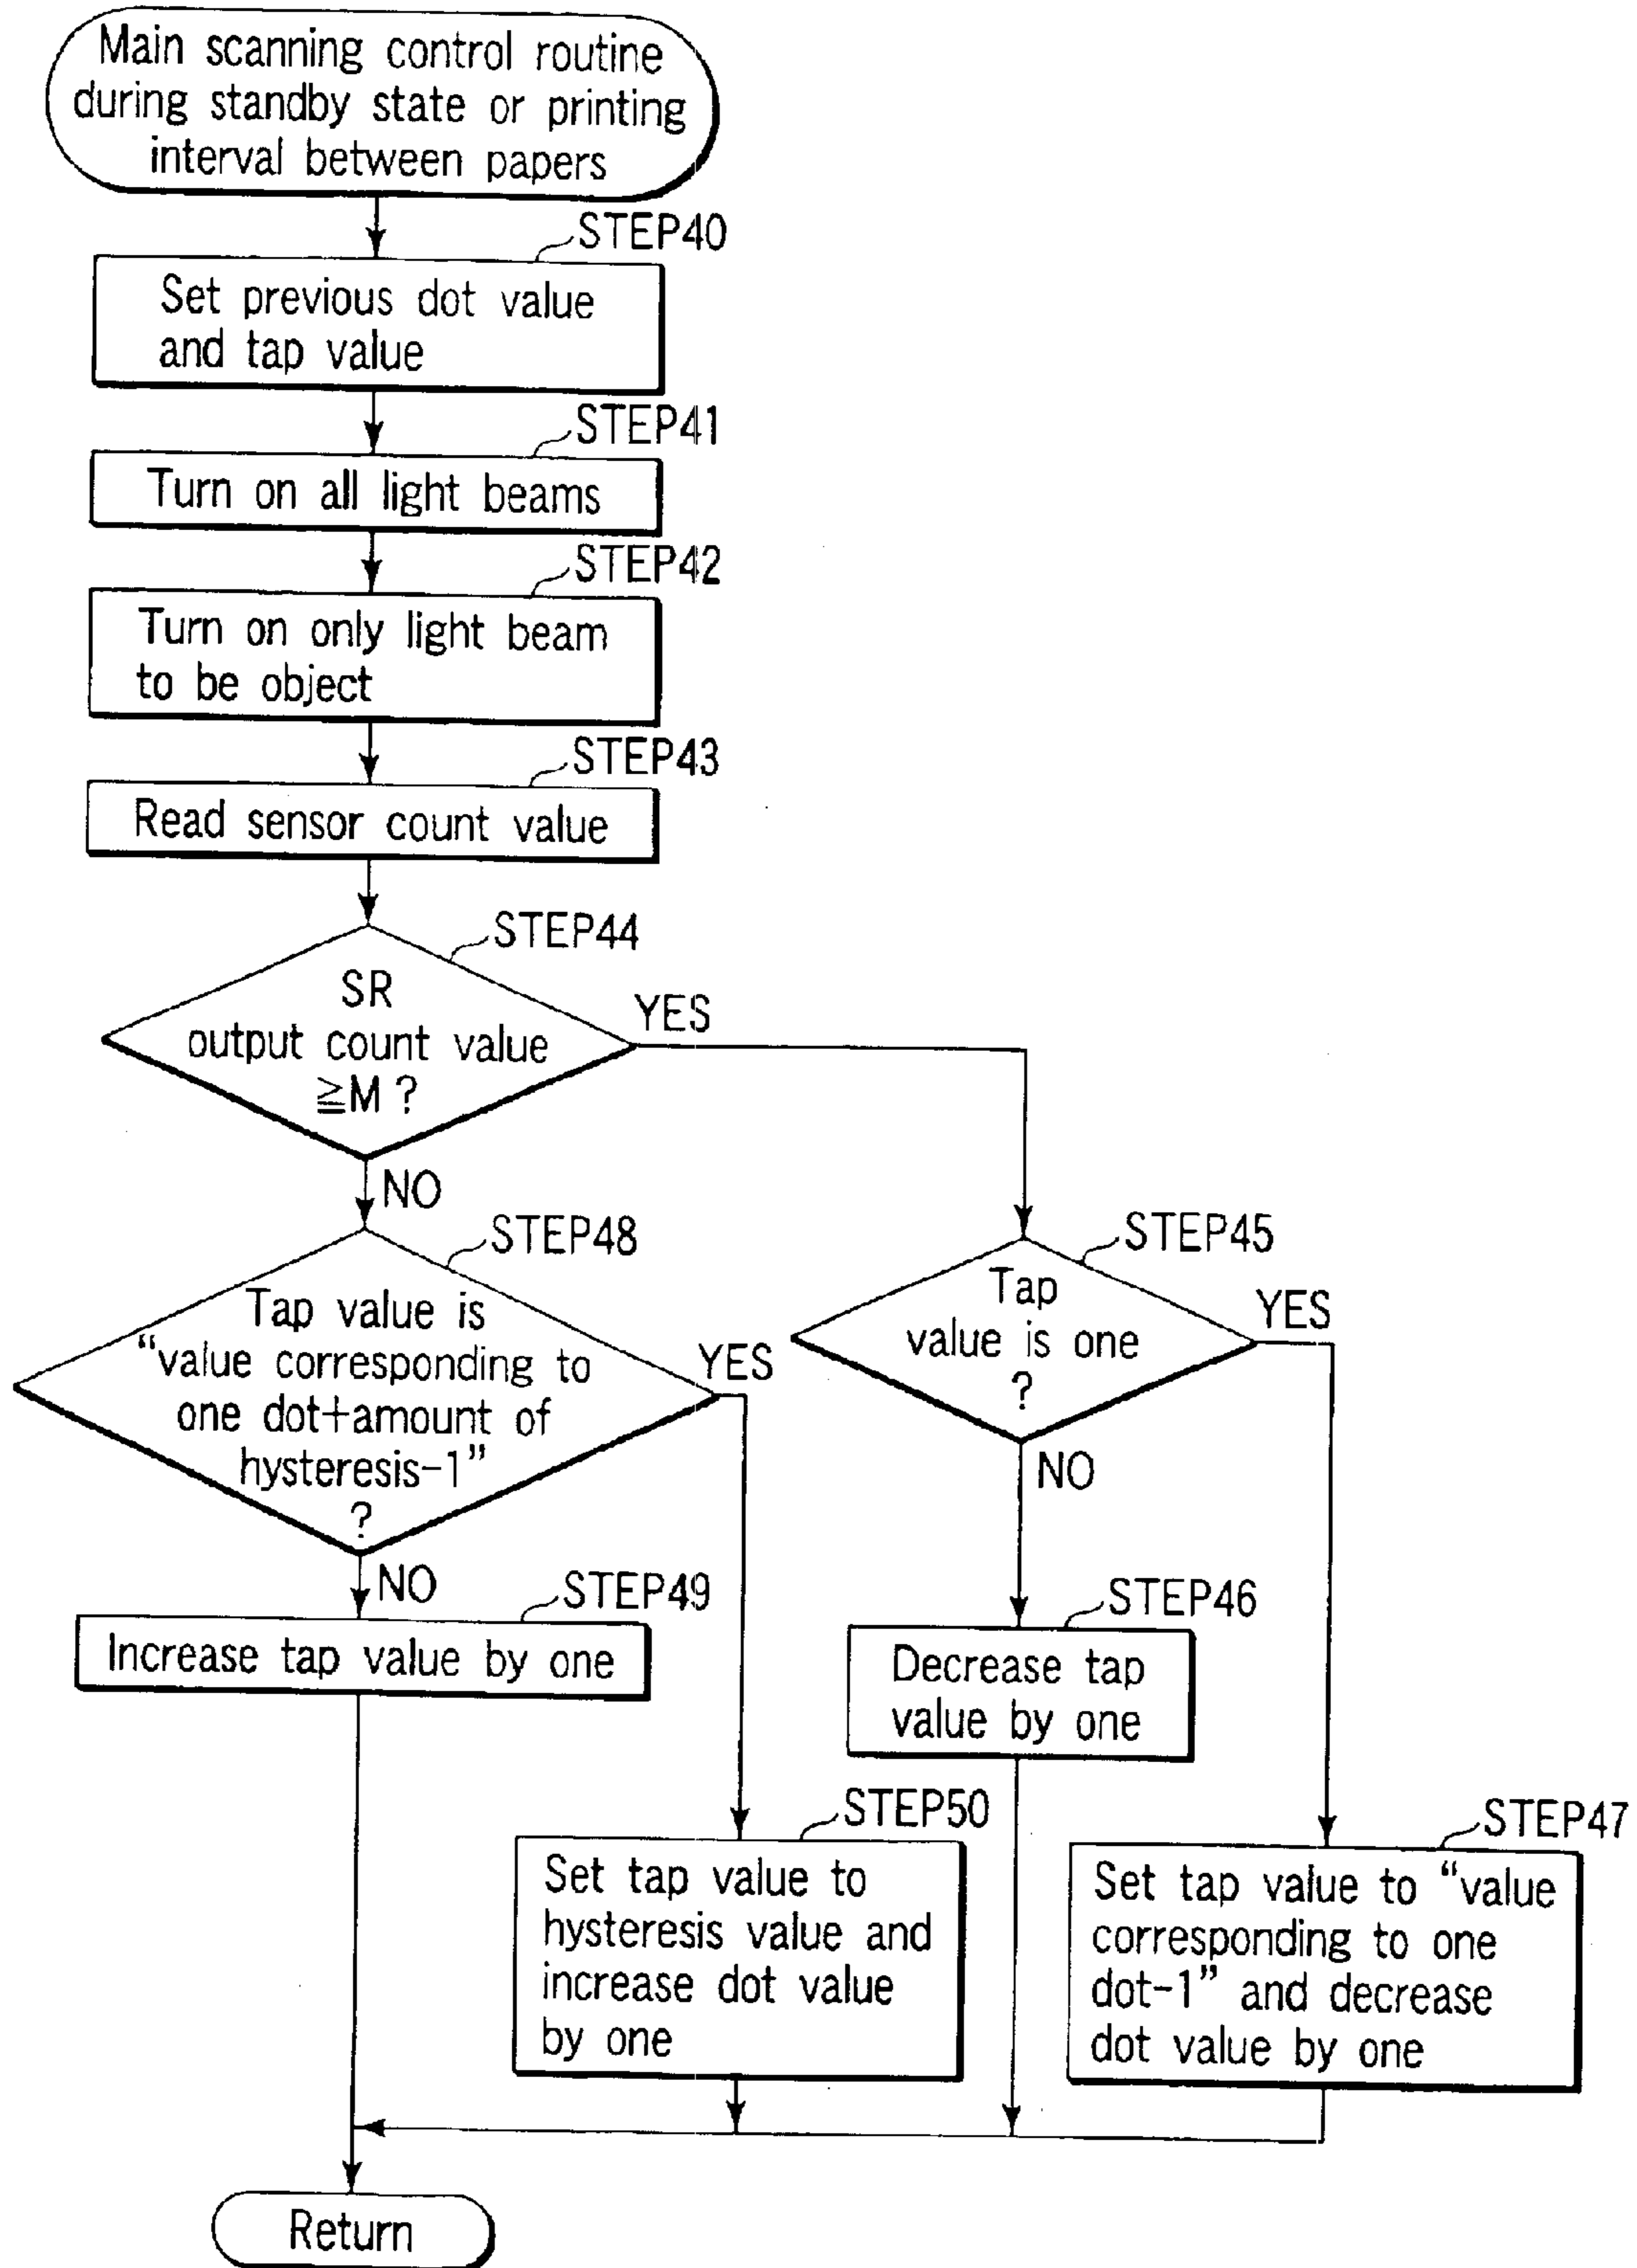 Main scanning control routine
during standby state or printing
interval between papers
STEP40
Set previous dot value
and tap value
STEP41
Turn on all light beams
STEP42
Turn on only light beam
to be object
STEP43
Read sensor count value
STEP44
SR
output count value
≧M ?
YES
NO
STEP48
Tap value is
“value corresponding to
one dot+amount of
hysteresis-1”
?
YES
NO
STEP45
Tap
value is one
?
YES
NO
STEP49
Increase tap value by one
STEP46
Decrease tap
value by one
STEP50
Set tap value to
hysteresis value and
increase dot value
by one
STEP47
Set tap value to “value
corresponding to one
dot-1” and decrease
dot value by one
Return